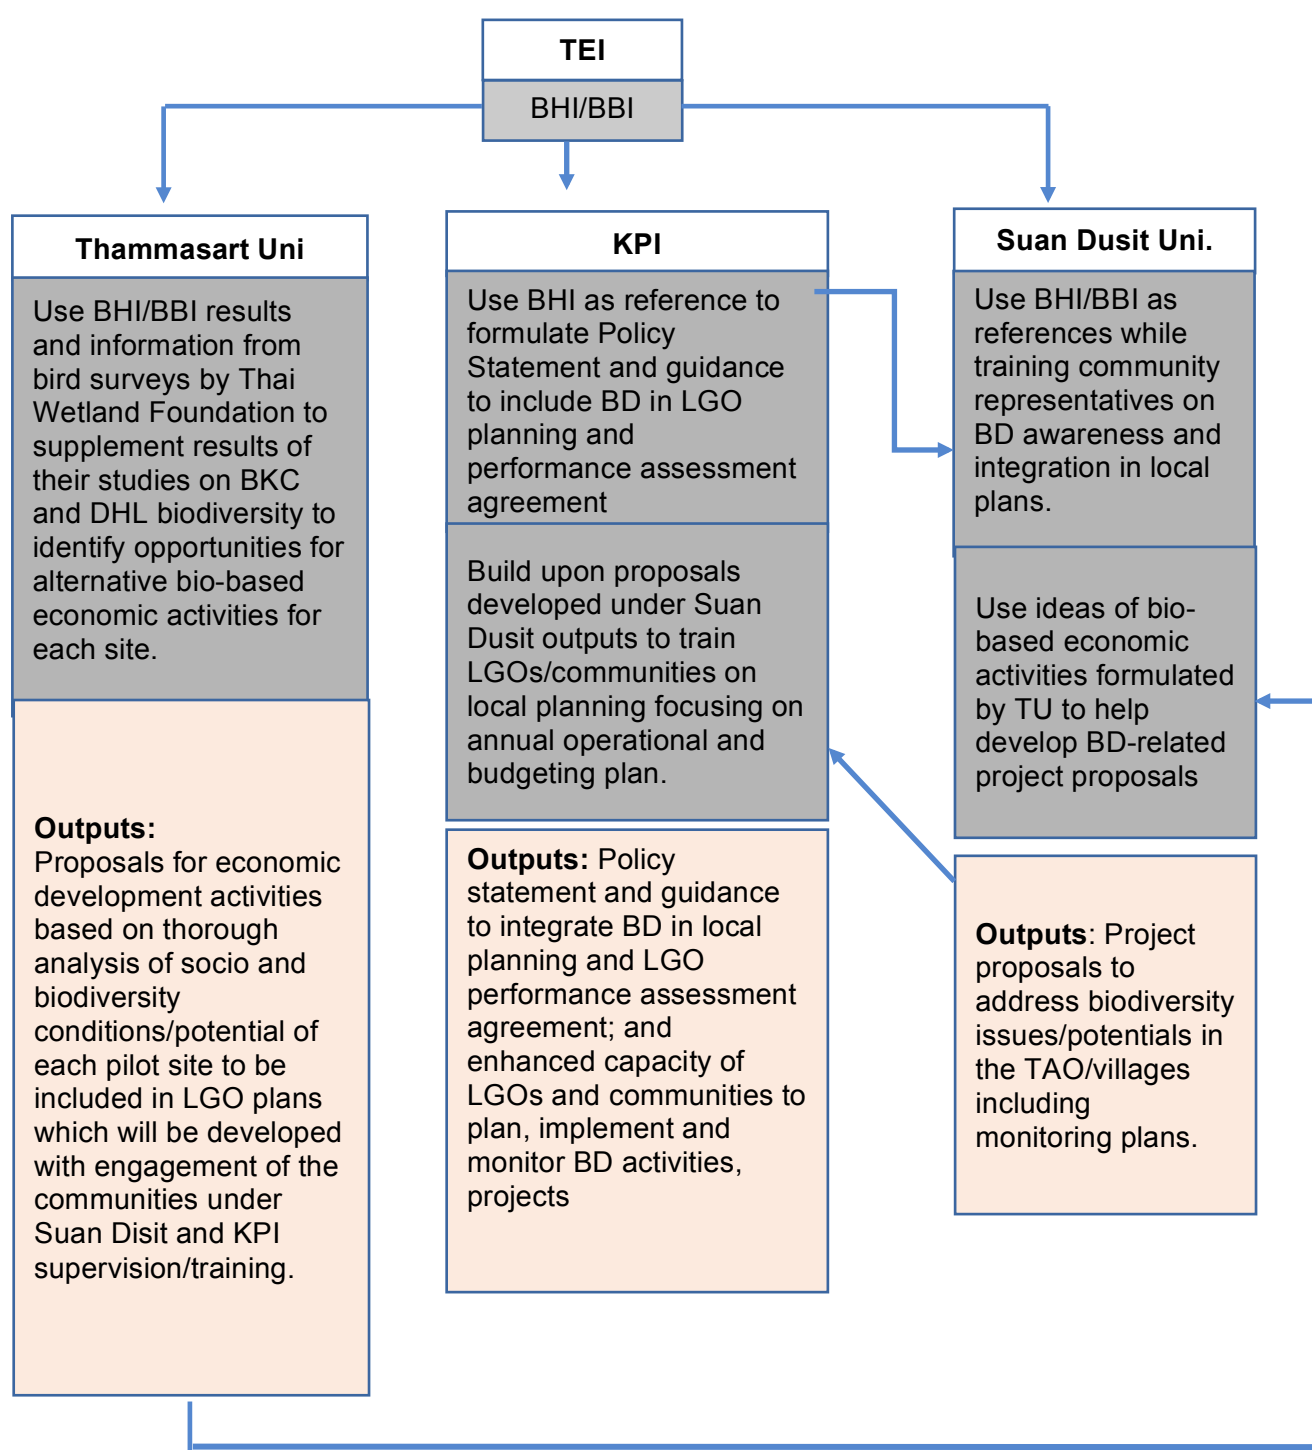 TEI
BHI/BBI
Thammasart Uni
Use BHI/BBI results
and information from
bird surveys by Thai
Wetland Foundation to
supplement results of
their studies on BKC
and DHL biodiversity to
identify opportunities for
alternative bio-based
economic activities for
each site.
Outputs:
Proposals for economic
development activities
based on thorough
analysis of socio and
biodiversity
conditions/potential of
each pilot site to be
included in LGO plans
which will be developed
with engagement of the
communities under
Suan Disit and KPI
supervision/training.
KPI
Use BHI as reference to
formulate Policy
Statement and guidance
to include BD in LGO
planning and
performance assessment
agreement
Build upon proposals
developed under Suan
Dusit outputs to train
LGOs/communities on
local planning focusing on
annual operational and
budgeting plan.
Outputs: Policy
statement and guidance
to integrate BD in local
planning and LGO
performance assessment
agreement; and
enhanced capacity of
LGOs and communities to
plan, implement and
monitor BD activities,
projects
Suan Dusit Uni.
Use BHI/BBI as
references while
training community
representatives on
BD awareness and
integration in local
plans.
Use ideas of bio-
based economic
activities formulated
by TU to help
develop BD-related
project proposals
Outputs: Project
proposals to
address biodiversity
issues/potentials in
the TAO/villages
including
monitoring plans.